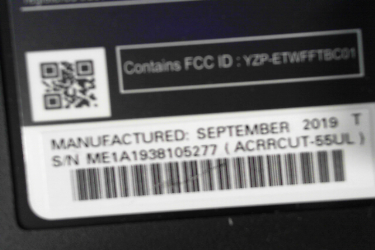 Contains FCC ID : YZP-ETWFFTBC01
MANUFACTURED: SEPTEMBER 2019 T
S/N ME1A1938105277 ( ACRRCUT-55UL )